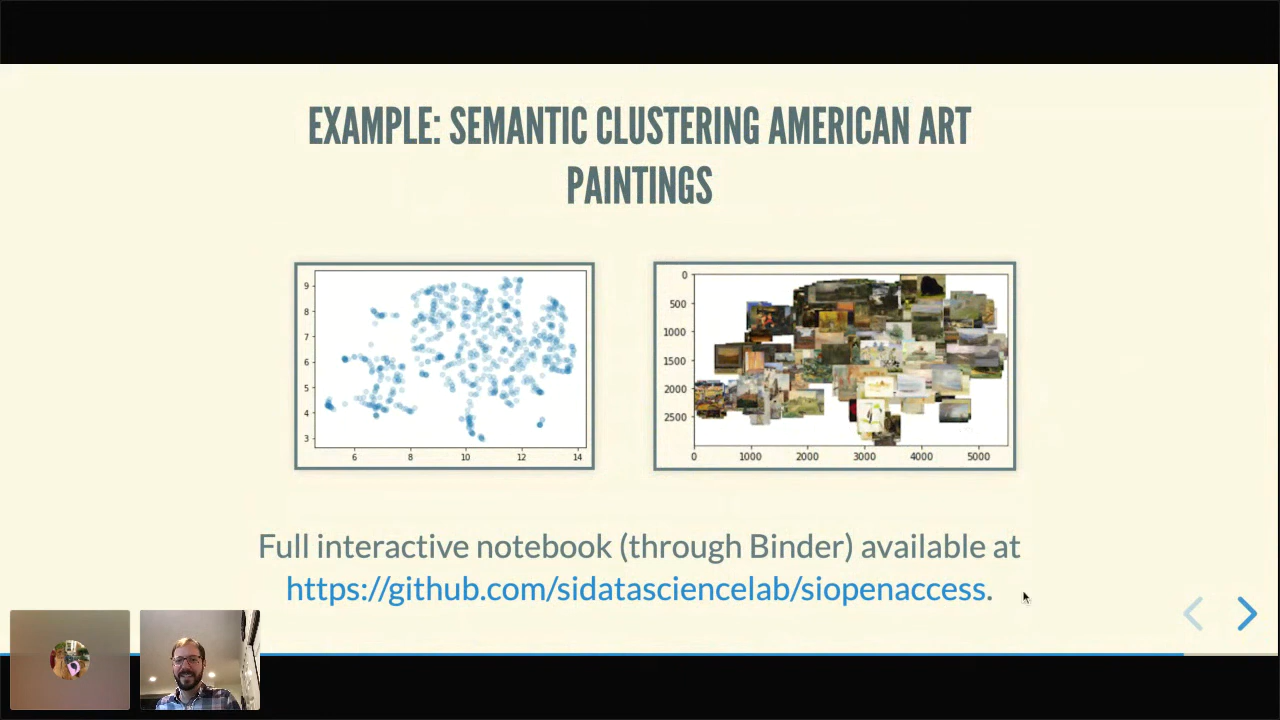 EXAMPLE: SEMANTIC CLUSTERING AMERICAN ART
PAINTINGS
9
8
7
6
5
4
3
6 8 10 12 14
0
500
1000
1500
2000
2500
0 1000 2000 3000 4000 5000
Full interactive notebook (through Binder) available at
https://github.com/sidatasciencelab/siopenaccess.